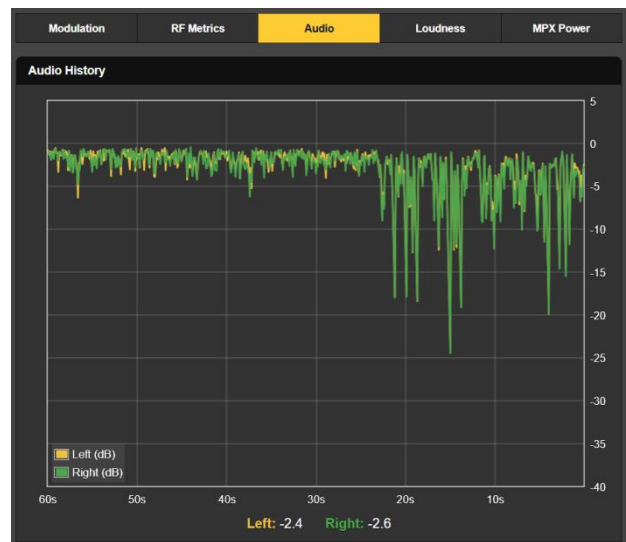 Modulation RF Metrics Audio Loudness MPX Power
Audio History
5
0
-5
-10
-15
-20
-25
-30
-35
-40
Left (dB)
Right (dB)
60s 50s 40s 30s 20s 10s
Left: -2.4 Right: -2.6